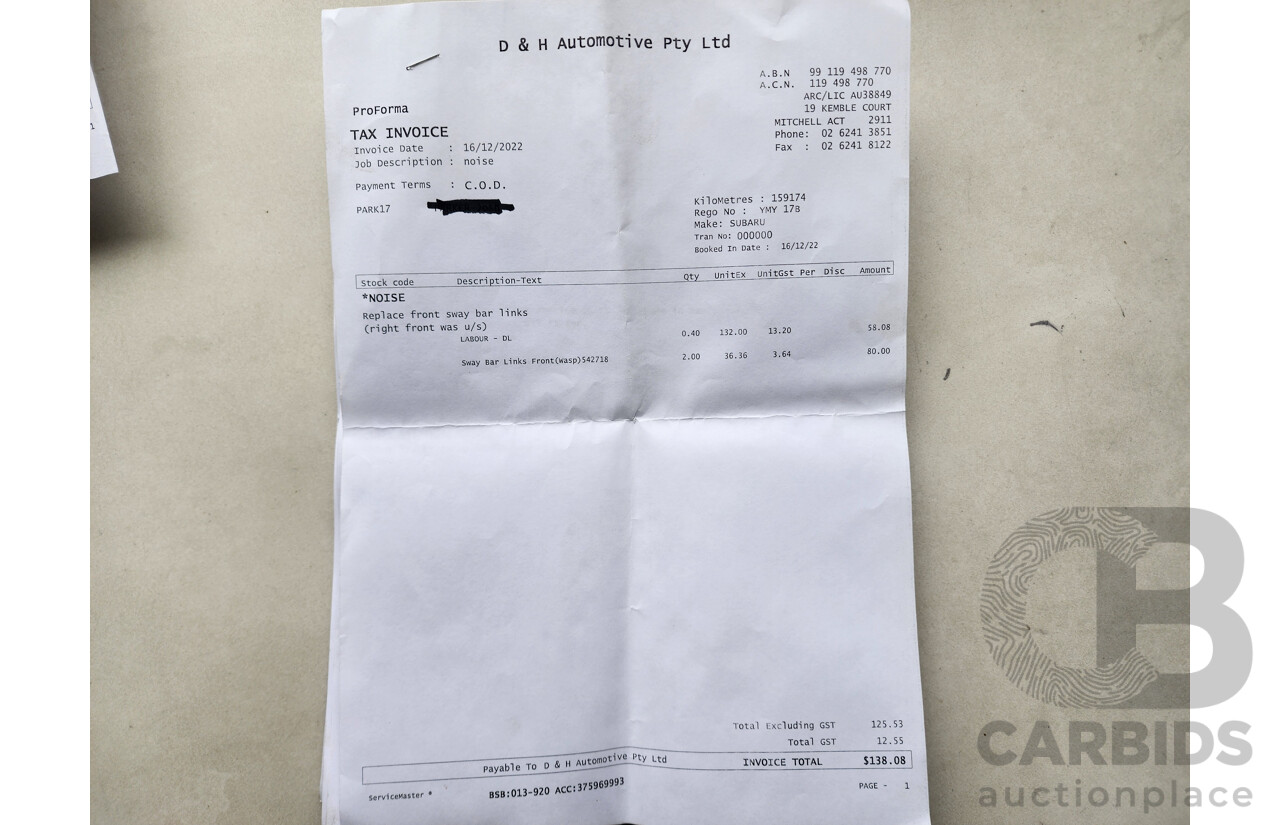 D & H Automotive Pty Ltd
A.B.N 99 119 498 770
A.C.N. 119 498 770
ARC/LIC AU38849
19 KEMBLE COURT
MITCHELL ACT 2911
Phone: 02 6241 3851
Fax : 02 6241 8122
ProForma
TAX INVOICE
Invoice Date : 16/12/2022
Job Description : noise
Payment Terms : C.O.D.
PARK17
KiloMetres : 159174
Rego No : YMY 17B
Make: SUBARU
Tran No: 000000
Booked In Date : 16/12/22
Stock code Description-Text Qty UnitEx UnitGst Per Disc Amount
*NOISE
Replace front sway bar links
(right front was u/s)
LABOUR - DL 0.40 132.00 13.20 58.08
Sway Bar Links Front(Wasp)542718 2.00 36.36 3.64 80.00
Total Excluding GST 125.53
Total GST 12.55
Payable To D & H Automotive Pty Ltd INVOICE TOTAL $138.08
ServiceMaster * BSB:013-920 ACC:375969993 PAGE - 1
1
CARBIDS
auctionplace